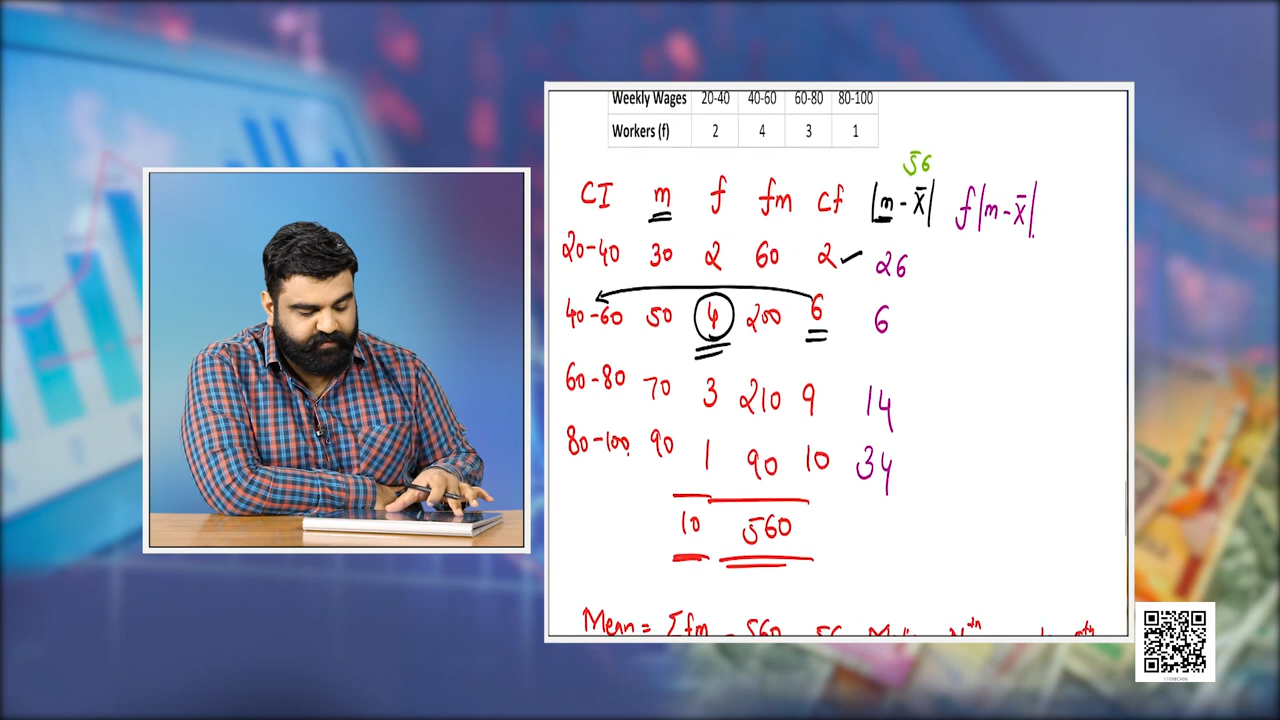 Weekly Wages 20-40 40-60 60-80 80-100
Workers (f) 2 4 3 1
56
CI m f fm Cf |m - x̄| f|m - x̄|
20-40 30 2 60 2 26
40-60 50 4 200 6 6
60-80 70 3 210 9 14
80-100 90 1 90 10 34
10 560
Mean = Σfm 560 56